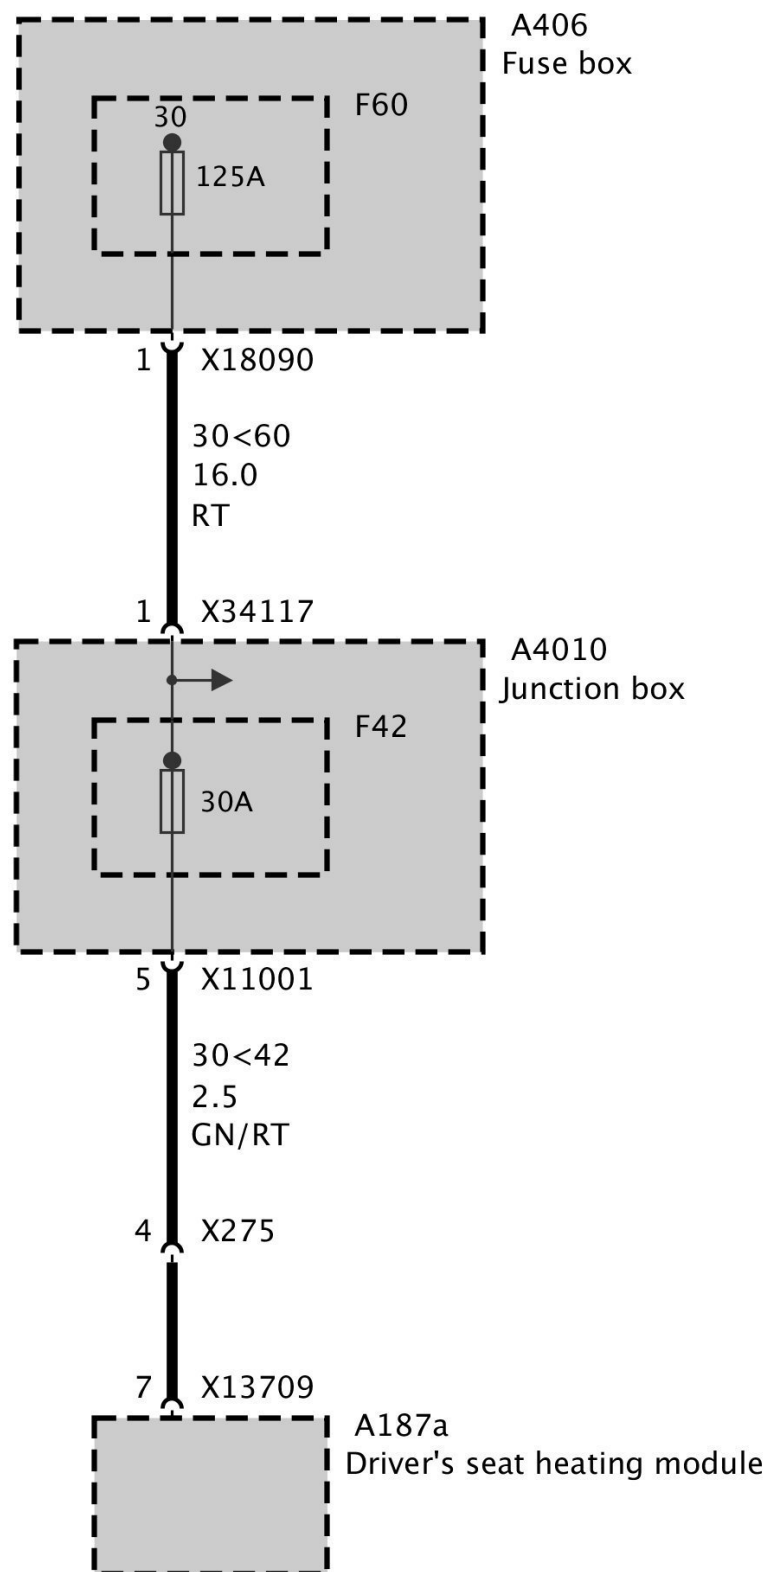 A406
Fuse box
F60
30
125A
1 X18090
30<60
16.0
RT
1 X34117
A4010
Junction box
F42
30A
5 X11001
30<42
2.5
GN/RT
4 X275
7 X13709
A187a
Driver's seat heating module